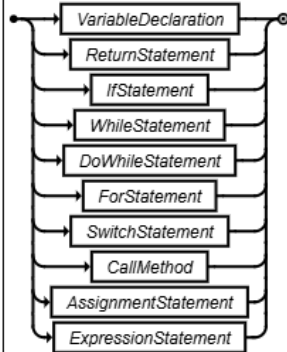 VariableDeclaration
ReturnStatement
IfStatement
WhileStatement
DoWhileStatement
ForStatement
SwitchStatement
CallMethod
AssignmentStatement
ExpressionStatement